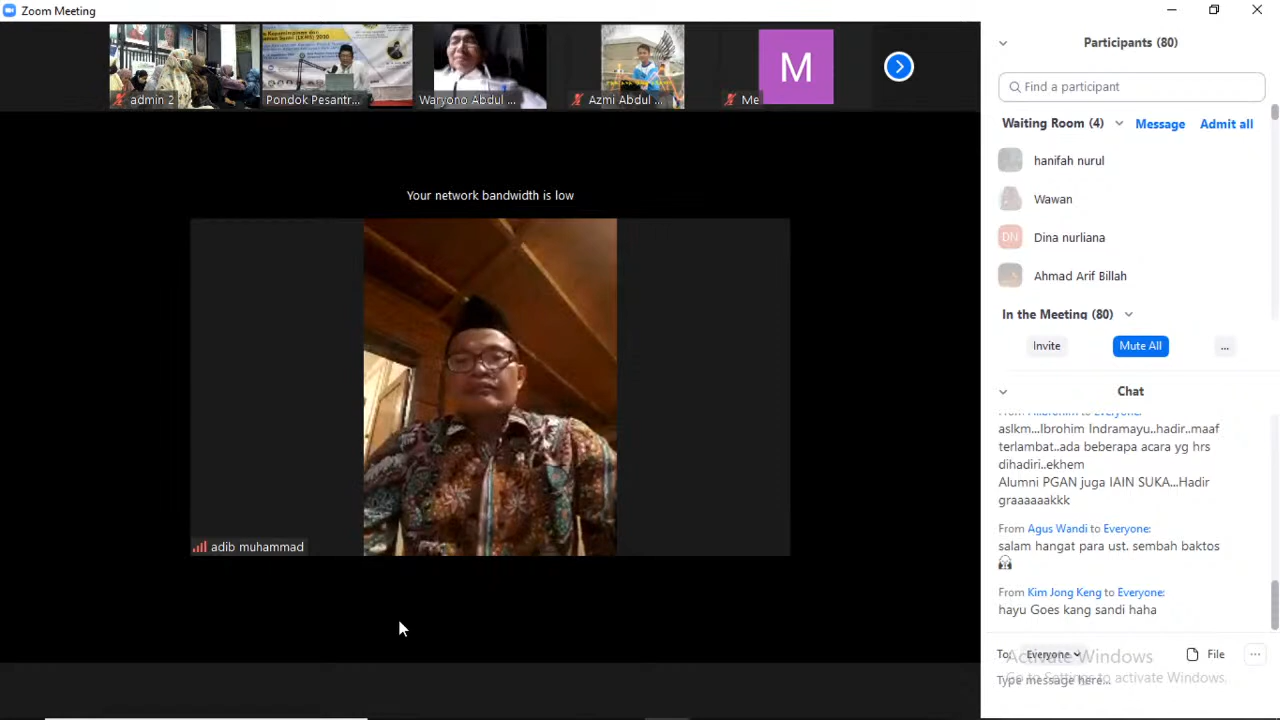 Zoom Meeting
admin 2
Pondok Pesantr...
Waryono Abdul ...
Azmi Abdul ...
M
Me
Your network bandwidth is low
adib muhammad
Participants (80)
Find a participant
Waiting Room (4)
Message
Admit all
hanifah nurul
Wawan
DN
Dina nurliana
Ahmad Arif Billah
In the Meeting (80)
Invite
Mute All
...
Chat
to Everyone:
aslkm...Ibrohim Indramayu..hadir..maaf
terlambat..ada beberapa acara yg hrs
dihadiri..ekhem
Alumni PGAN juga IAIN SUKA...Hadir
graaaaaakkk
From Agus Wandi to Everyone:
salam hangat para ust. sembah baktos
From Kim Jong Keng to Everyone:
hayu Goes kang sandi haha
To: Everyone
File
...
Type message here...
Activate Windows
Go to Settings to activate Windows.